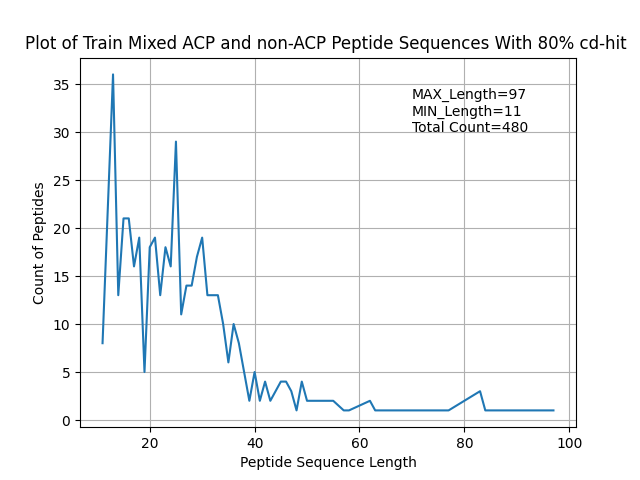 Plot of Train Mixed ACP and non-ACP Peptide Sequences With 80% cd-hit
MAX_Length=97
MIN_Length=11
Total Count=480
Count of Peptides
35
30
25
20
15
10
5
0
20
40
60
80
100
Peptide Sequence Length